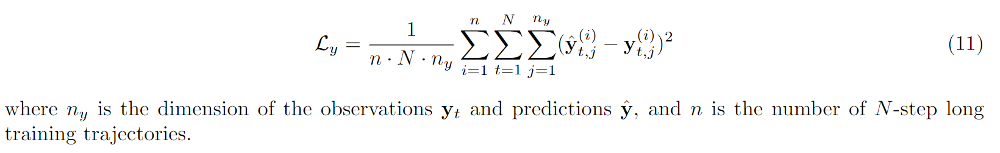 $$\mathcal{L}_y = \frac{1}{n \cdot N \cdot n_y} \sum_{i=1}^{n} \sum_{t=1}^{N} \sum_{j=1}^{n_y} (\hat{\mathbf{y}}_{t,j}^{(i)} - \mathbf{y}_{t,j}^{(i)})^2 \quad (11)$$
where $n_y$ is the dimension of the observations $\mathbf{y}_t$ and predictions $\hat{\mathbf{y}}$, and $n$ is the number of $N$-step long
training trajectories.